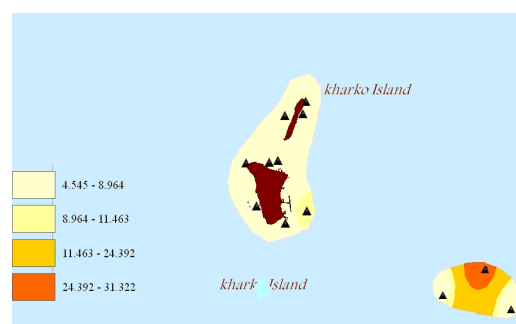 kharko Island
4.545 - 8.964
8.964 - 11.463
11.463 - 24.392
24.392 - 31.322
khark Island